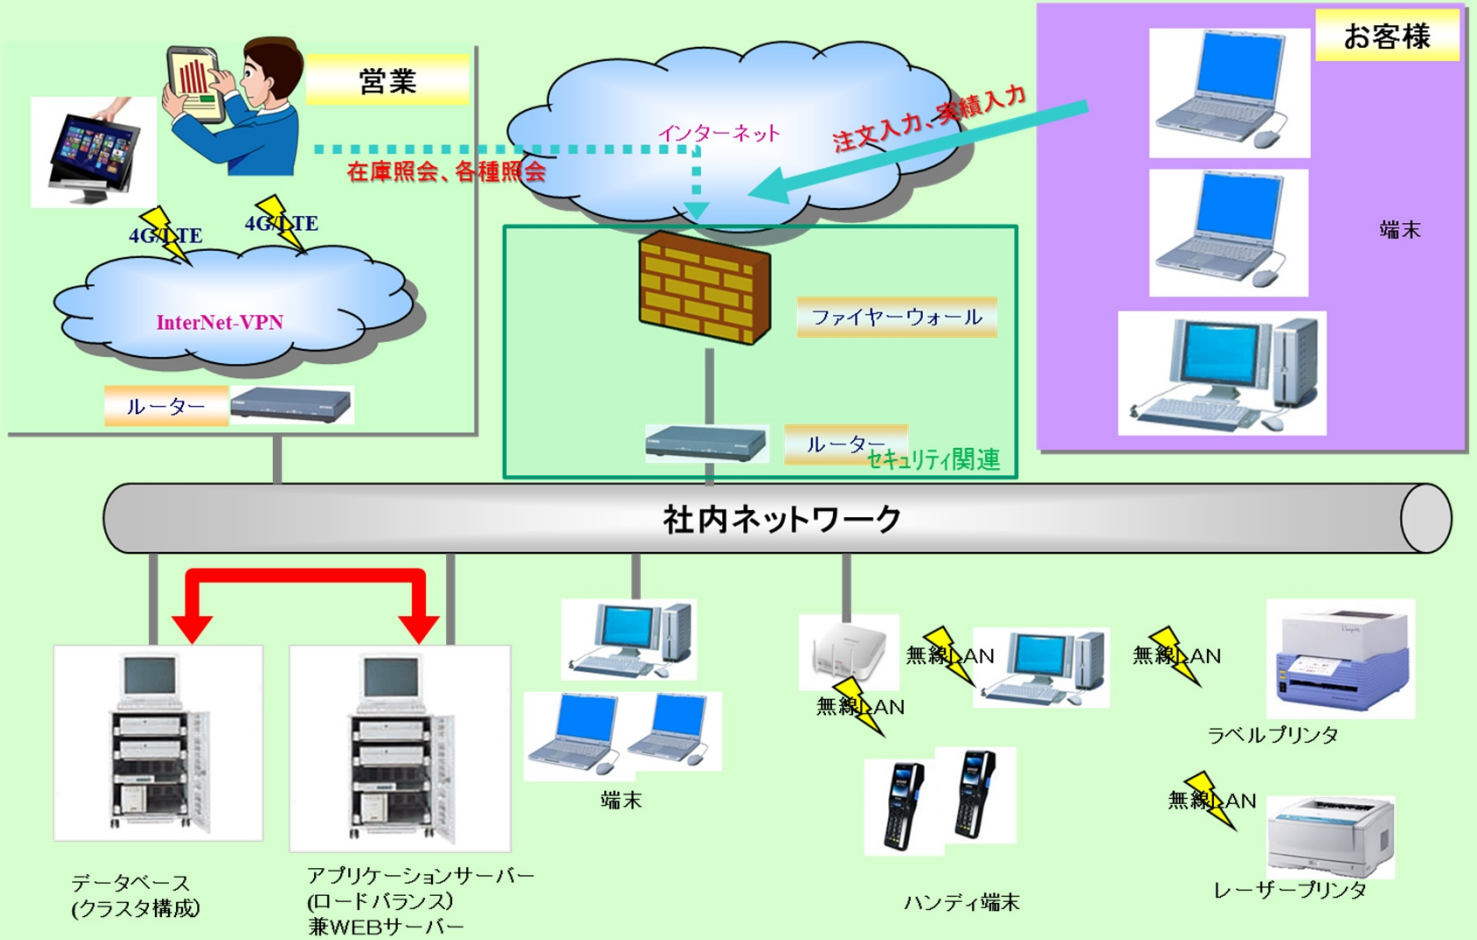 営業
お客様
インターネット
注文入力、実績入力
在庫照会、各種照会
4G/LTE
4G/LTE
端末
InterNet-VPN
ファイヤーウォール
ルーター
ルーター
セキュリティ関連
社内ネットワーク
無線LAN
無線LAN
無線LAN
ラベルプリンタ
端末
無線LAN
データベース
(クラスタ構成)
アプリケーションサーバー
(ロードバランス)
兼WEBサーバー
ハンディ端末
レーザープリンタ